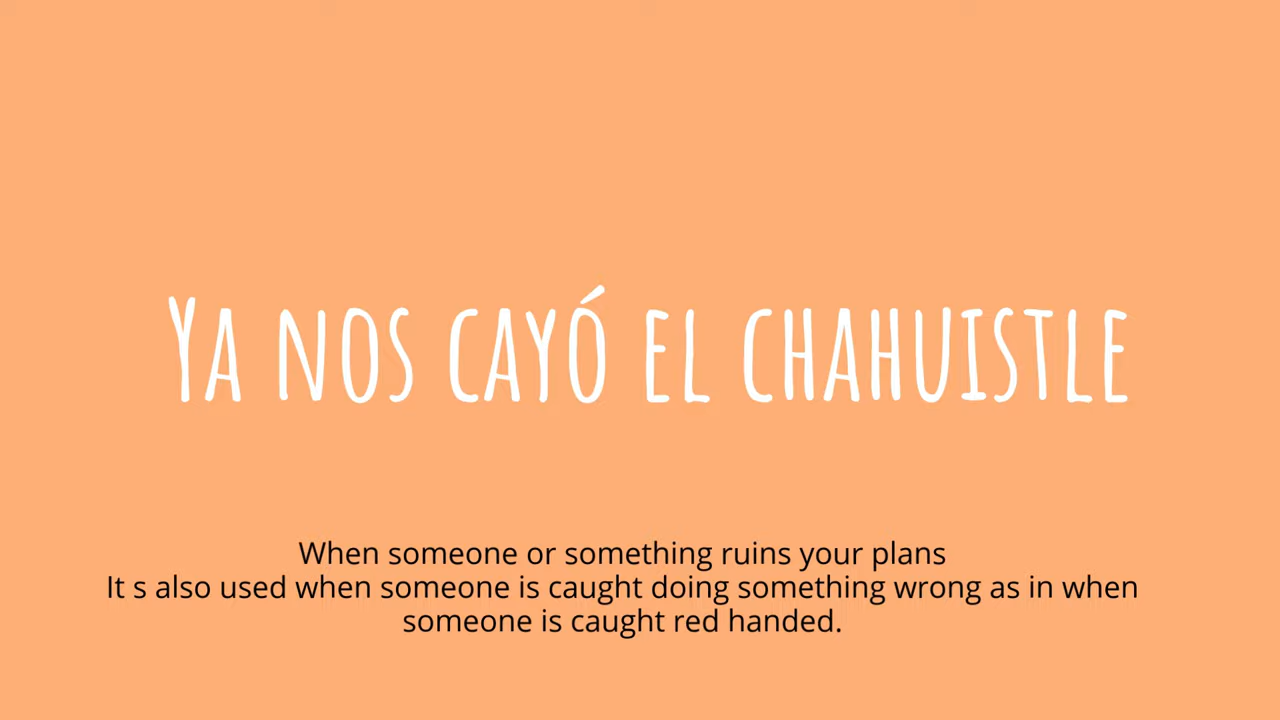 Ya nos cayó el chahuistle
When someone or something ruins your plans
It s also used when someone is caught doing something wrong as in when
someone is caught red handed.